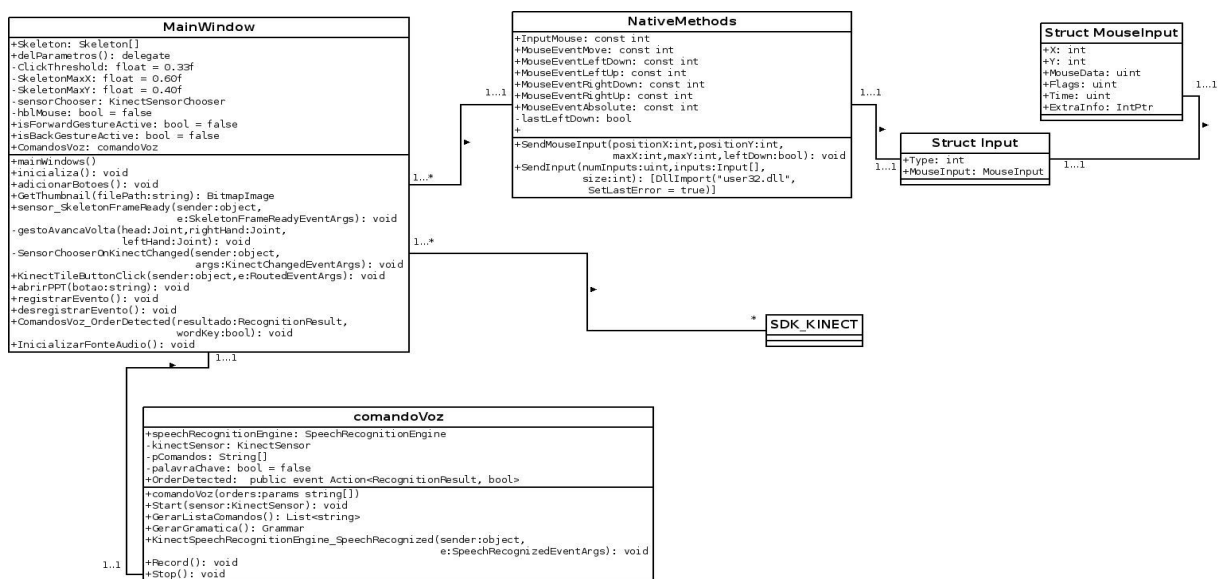 MainWindow
+Skeleton: Skeleton[]
+delParametros(): delegate
-ClickThreshold: float = 0.33f
-SkeletonMaxX: float = 0.60f
-SkeletonMaxY: float = 0.40f
-sensorChooser: KinectSensorChooser
-hblMouse: bool = false
+isForwardGestureActive: bool = false
+isBackGestureActive: bool = false
+ComandosVoz: comandoVoz
+mainWindows()
+inicializa(): void
+adicionarBotoes(): void
+GetThumbnail(filePath:string): BitmapImage
+sensor_SkeletonFrameReady(sender:object,
e:SkeletonFrameReadyEventArgs): void
-gestoAvancaVolta(head:Joint,rightHand:Joint,
leftHand:Joint): void
-SensorChooserOnKinectChanged(sender:object,
args:KinectChangedEventArgs): void
+KinectTileButtonClick(sender:object,e:RoutedEventArgs): void
+abrirPPT(botao:string): void
+registrarEvento(): void
+desregistrarEvento(): void
+ComandosVoz_OrderDetected(resultado:RecognitionResult,
wordKey:bool): void
+InicializarFonteAudio(): void
1...*
1...1
NativeMethods
+InputMouse: const int
+MouseEventMove: const int
+MouseEventLeftDown: const int
+MouseEventLeftUp: const int
+MouseEventRightDown: const int
+MouseEventRightUp: const int
+MouseEventAbsolute: const int
-lastLeftDown: bool
+
+SendMouseInput(positionX:int,positionY:int,
maxX:int,maxY:int,leftDown:bool): void
+SendInput(numInputs:uint,inputs:Input[],
size:int): [DllImport("user32.dll",
SetLastError = true)]
1...1
1...1
Struct Input
+Type: int
+MouseInput: MouseInput
1...1
Struct MouseInput
+X: int
+Y: int
+MouseData: uint
+Flags: uint
+Time: uint
+ExtraInfo: IntPtr
1...1
1...*
*
SDK_KINECT
1...1
1...1
comandoVoz
+speechRecognitionEngine: SpeechRecognitionEngine
-kinectSensor: KinectSensor
-pComandos: String[]
-palavraChave: bool = false
+OrderDetected: public event Action<RecognitionResult, bool>
+comandoVoz(orders:params string[])
+Start(sensor:KinectSensor): void
+GerarListaComandos(): List<string>
+GerarGramatica(): Grammar
+KinectSpeechRecognitionEngine_SpeechRecognized(sender:object,
e:SpeechRecognizedEventArgs): void
+Record(): void
+Stop(): void